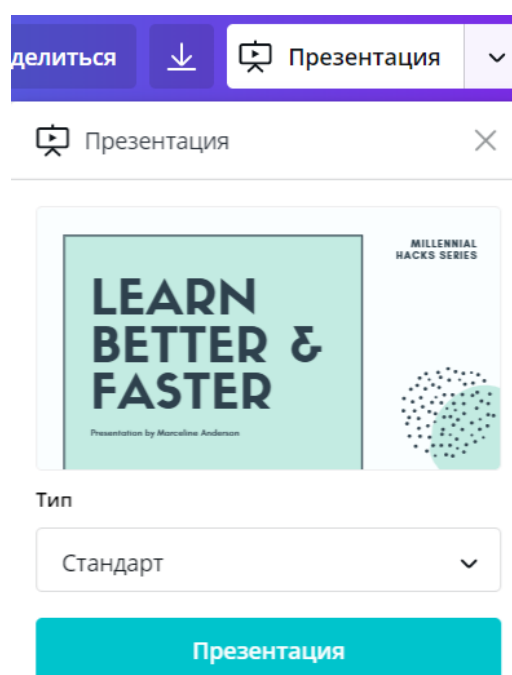 делиться
Презентация
Презентация
MILLENNIAL
HACKS SERIES
LEARN
BETTER &
FASTER
Presentation by Marceline Anderson
Тип
Стандарт
Презентация